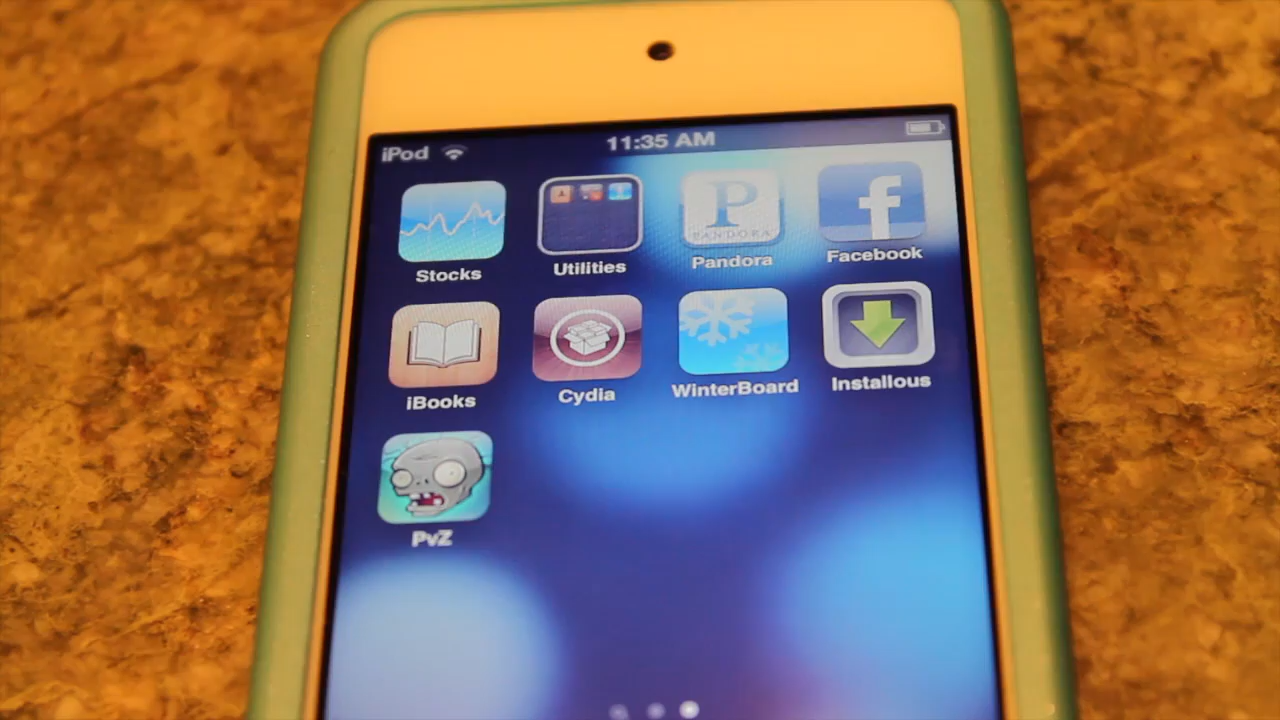 iPod 11:35 AM
P
PANDORA
f
Stocks Utilities Pandora Facebook
iBooks Cydia WinterBoard Installous
PvZ